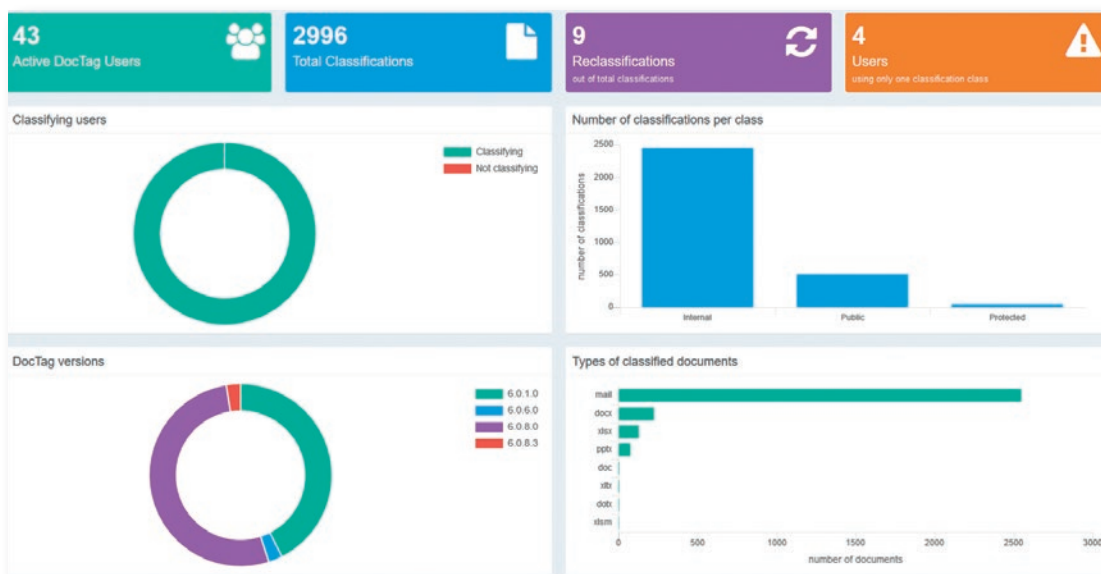 43
Active DocTag Users
2996
Total Classifications
9
Reclassifications
out of total classifications
4
Users
using only one classification class
Classifying users
Classifying
Not classifying
Number of classifications per class
number of classifications
2500
2000
1500
1000
500
0
Internal
Public
Protected
DocTag versions
6.0.1.0
6.0.6.0
6.0.8.0
6.0.8.3
Types of classified documents
mail
docx
xlsx
pptx
doc
dotx
xlsm
0
500
1000
1500
2000
2500
3000
number of documents